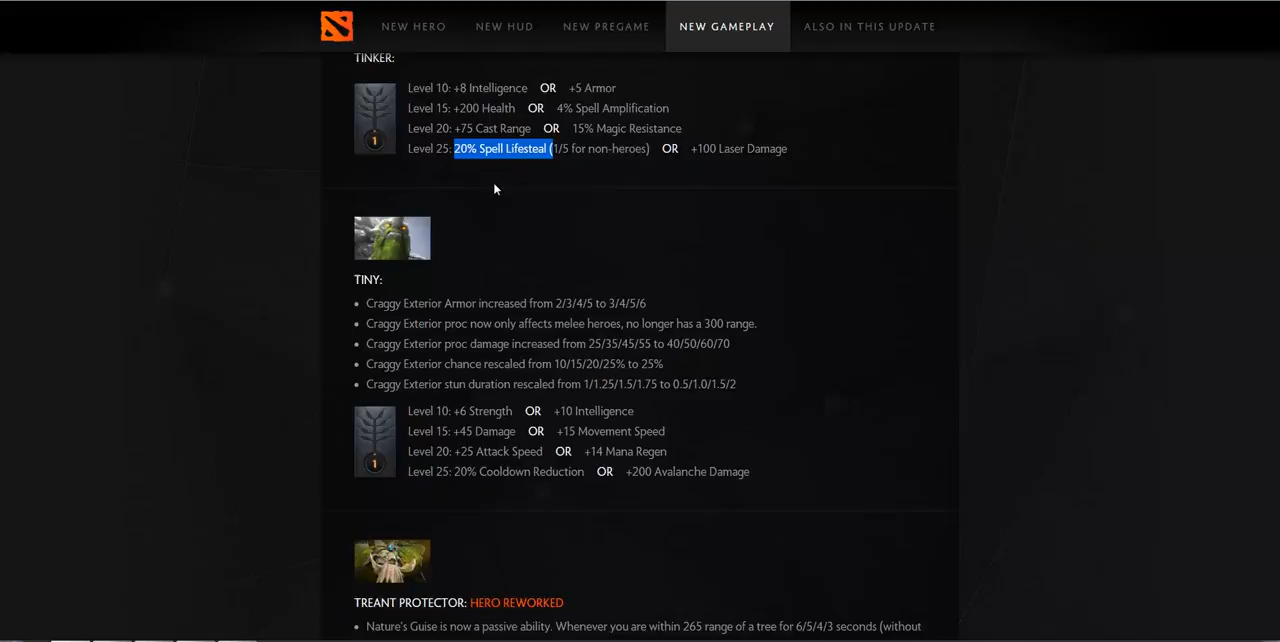 NEW HERO NEW HUD NEW PREGAME NEW GAMEPLAY ALSO IN THIS UPDATE
TINKER:
Level 10: +8 Intelligence OR +5 Armor
Level 15: +200 Health OR 4% Spell Amplification
Level 20: +75 Cast Range OR 15% Magic Resistance
1
Level 25: 20% Spell Lifesteal (1/5 for non-heroes) OR +100 Laser Damage
TINY:
• Craggy Exterior Armor increased from 2/3/4/5 to 3/4/5/6
• Craggy Exterior proc now only affects melee heroes, no longer has a 300 range.
• Craggy Exterior proc damage increased from 25/35/45/55 to 40/50/60/70
• Craggy Exterior chance rescaled from 10/15/20/25% to 25%
• Craggy Exterior stun duration rescaled from 1/1.25/1.5/1.75 to 0.5/1.0/1.5/2
Level 10: +6 Strength OR +10 Intelligence
Level 15: +45 Damage OR +15 Movement Speed
Level 20: +25 Attack Speed OR +14 Mana Regen
1
Level 25: 20% Cooldown Reduction OR +200 Avalanche Damage
TREANT PROTECTOR: HERO REWORKED
• Nature's Guise is now a passive ability. Whenever you are within 265 range of a tree for 6/5/4/3 seconds (without